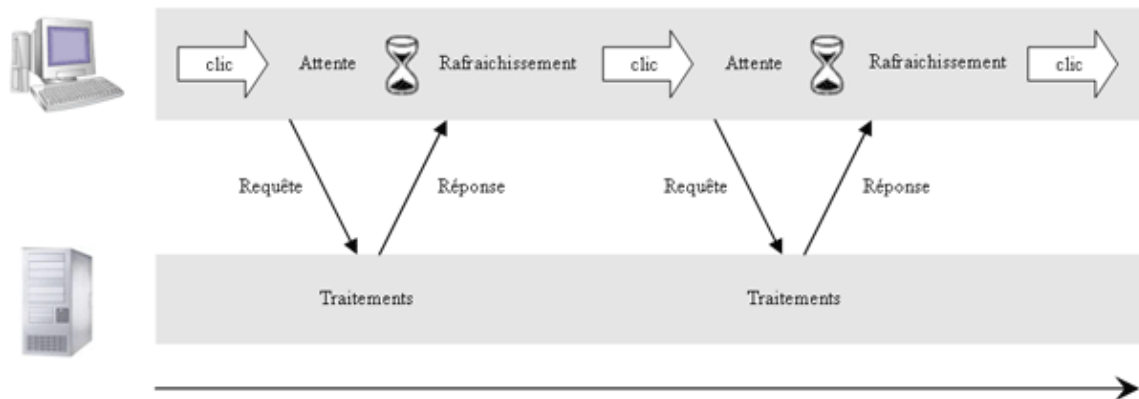 clic Attente Rafraichissement clic Attente Rafraichissement clic
Requête Réponse Requête Réponse
Traitements Traitements